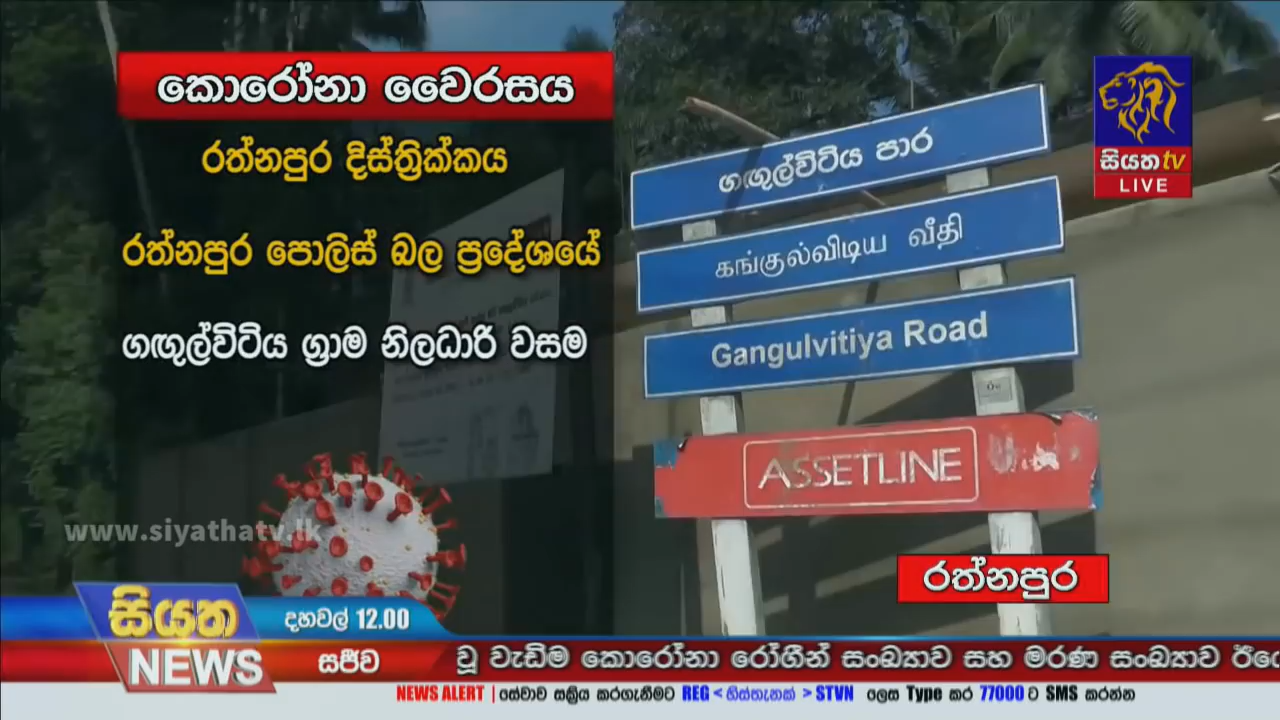 කොරෝනා වෛරසය
රත්නපුර දිස්ත්‍රික්කය
රත්නපුර පොලිස් බල ප්‍රදේශයේ
ගඟුල්විටිය ග්‍රාම නිලධාරී වසම
ගඟුල්විටිය පාර
கங்குல்விடிய வீதி
Gangulvitiya Road
ASSETLINE
සියත tv
LIVE
www.siyathatv.lk
රත්නපුර
සියත
NEWS
දහවල් 12.00
සජීව
වූ වැඩිම කොරෝනා රෝගීන් සංඛ්‍යාව සහ මරණ සංඛ්‍යාව ඊයේ
NEWS ALERT | සේවාව සක්‍රිය කරගැනීමට REG < හිස්තැනක් > STVN ලෙස Type කර 77000 ට SMS කරන්න